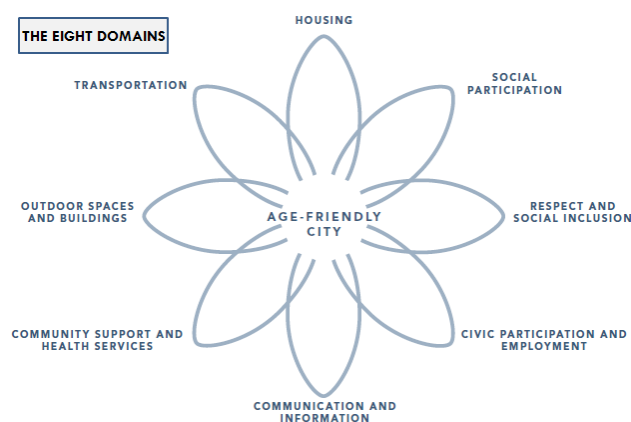 THE EIGHT DOMAINS
HOUSING
TRANSPORTATION
SOCIAL
PARTICIPATION
OUTDOOR SPACES
AND BUILDINGS
AGE-FRIENDLY
CITY
RESPECT AND
SOCIAL INCLUSION
COMMUNITY SUPPORT AND
HEALTH SERVICES
CIVIC PARTICIPATION AND
EMPLOYMENT
COMMUNICATION AND
INFORMATION